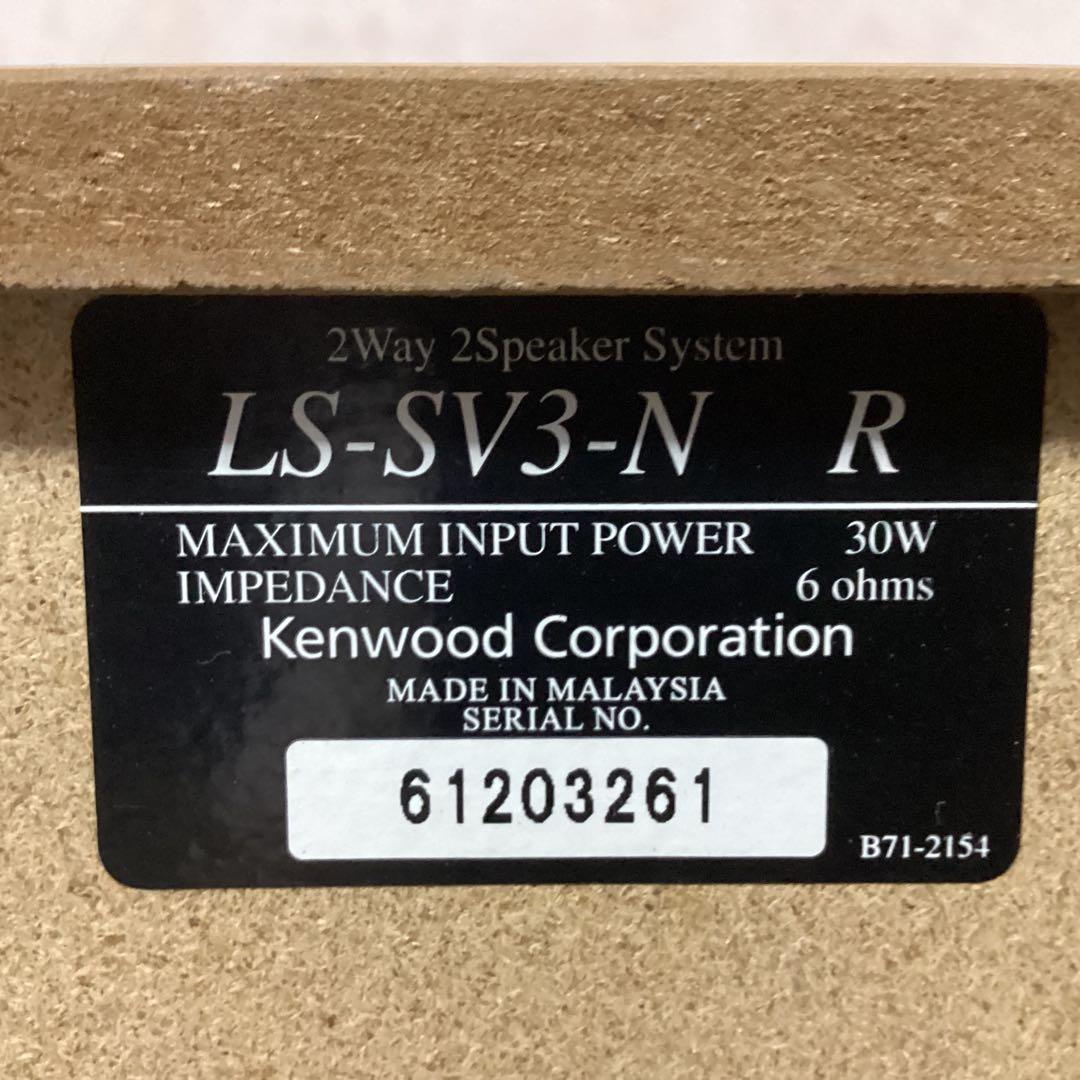 2Way 2Speaker System
LS-SV3-N R
MAXIMUM INPUT POWER 30W
IMPEDANCE 6 ohms
Kenwood Corporation
MADE IN MALAYSIA
SERIAL NO.
61203261
B71-2154